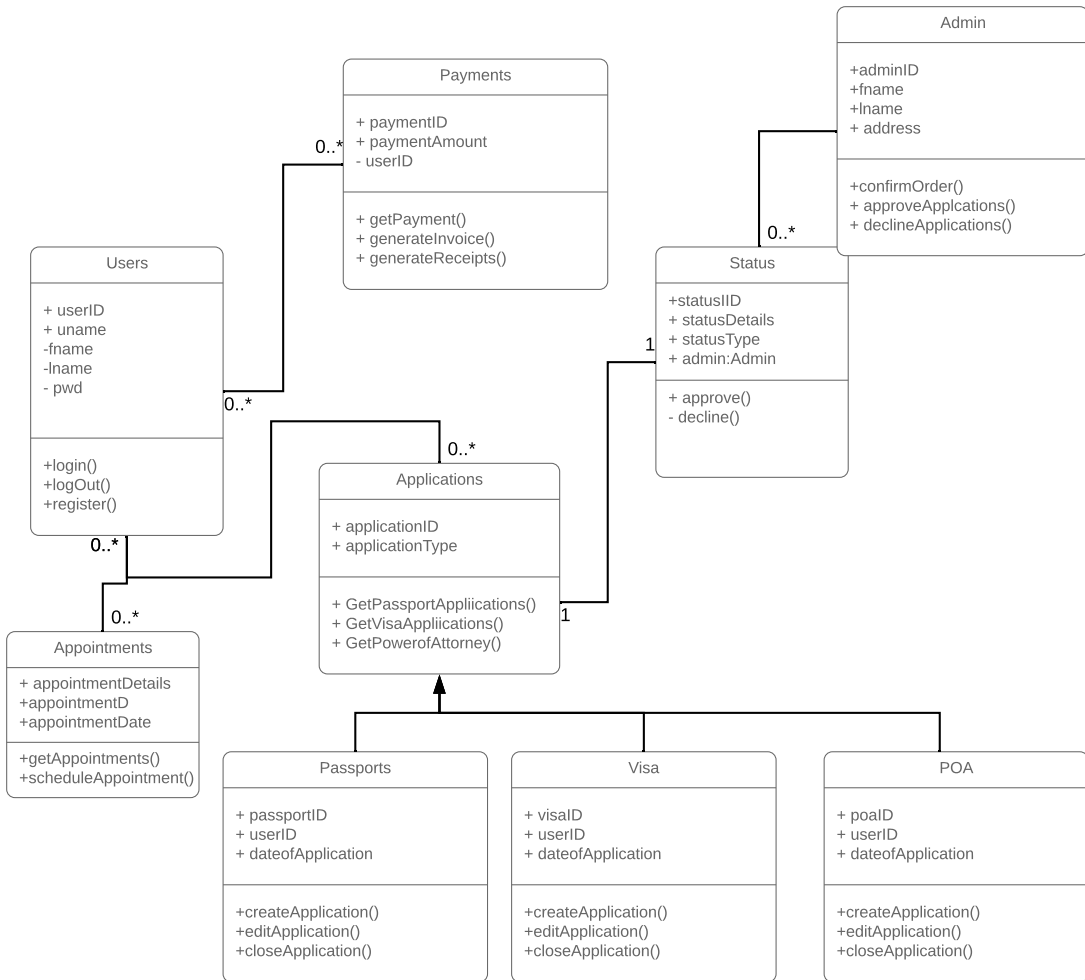 Admin
+adminID
+fname
+lname
+ address
+confirmOrder()
+ approveApplcations()
+ declineApplications()
Payments
+ paymentID
+ paymentAmount
- userID
+ getPayment()
+ generateInvoice()
+ generateReceipts()
0..*
0..*
Users
+ userID
+ uname
-fname
-lname
- pwd
+login()
+logOut()
+register()
0..*
0..*
Status
+statusIID
+ statusDetails
+ statusType
+ admin:Admin
+ approve()
- decline()
1
0..*
Applications
+ applicationID
+ applicationType
+ GetPassportAppliications()
+ GetVisaAppliications()
+ GetPowerofAttorney()
1
0..*
Appointments
+ appointmentDetails
+appointmentD
+appointmentDate
+getAppointments()
+scheduleAppointment()
Passports
+ passportID
+ userID
+ dateofApplication
+createApplication()
+editApplication()
+closeApplication()
Visa
+ visaID
+ userID
+ dateofApplication
+createApplication()
+editApplication()
+closeApplication()
POA
+ poaID
+ userID
+ dateofApplication
+createApplication()
+editApplication()
+closeApplication()